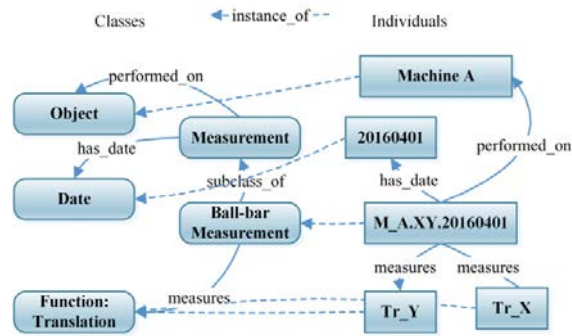 Classes
instance_of
Individuals
performed_on
Machine A
Object
Measurement
20160401
has_date
performed_on
subclass_of
has_date
Date
Ball-bar
Measurement
M_A.XY.20160401
measures
measures
measures
Function:
Translation
Tr_Y
Tr_X